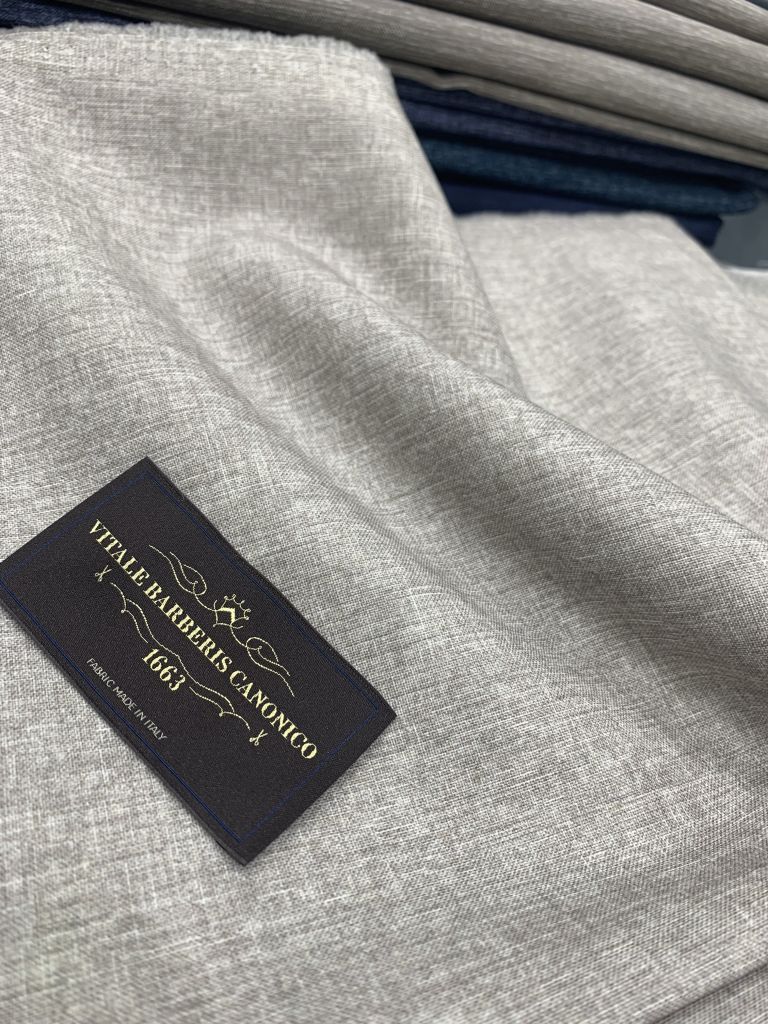 VITALE BARBERIS CANONICO
1663
FABRIC MADE IN ITALY